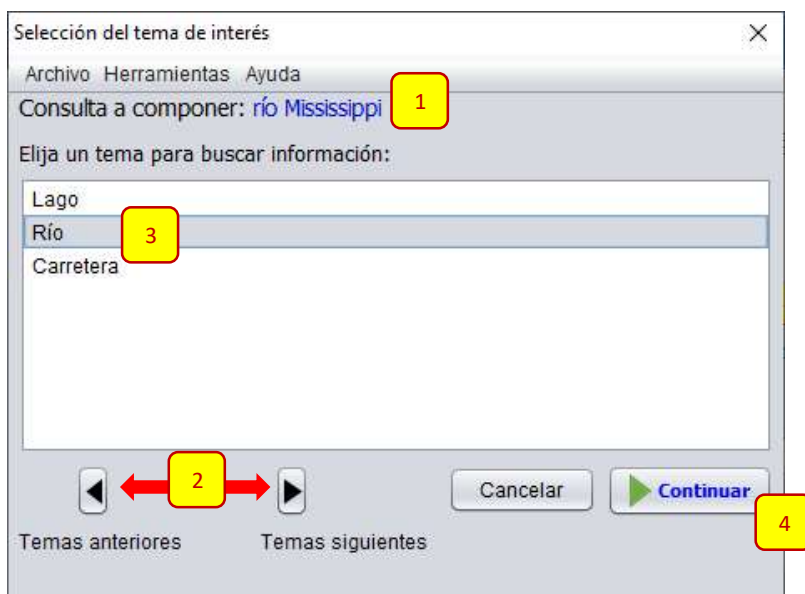 Selección del tema de interés
Archivo Herramientas Ayuda
Consulta a componer: río Mississippi 1
Elija un tema para buscar información:
Lago
Río 3
Carretera
2 Cancelar Continuar 4
Temas anteriores Temas siguientes